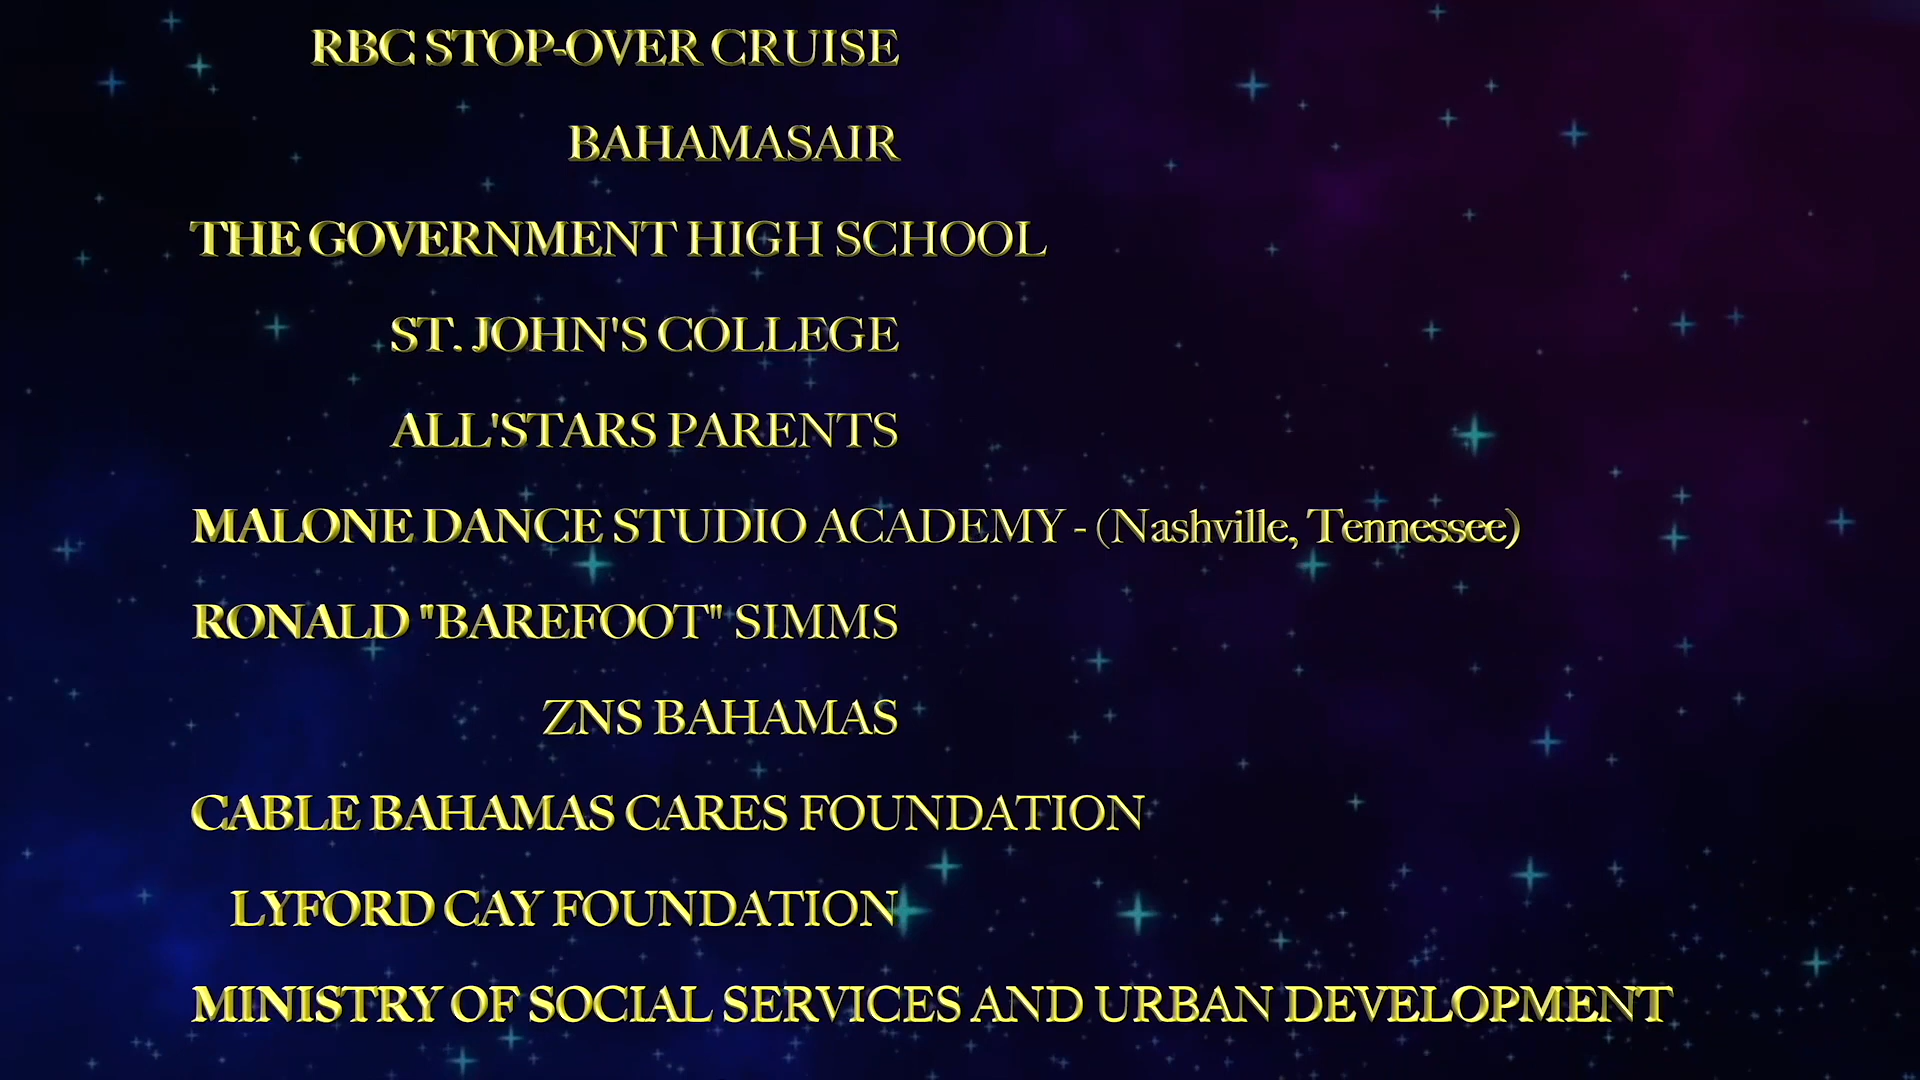 RBC STOP-OVER CRUISE
BAHAMASAIR
THE GOVERNMENT HIGH SCHOOL
ST. JOHN'S COLLEGE
ALL'STARS PARENTS
MALONE DANCE STUDIO ACADEMY - (Nashville, Tennessee)
RONALD "BAREFOOT" SIMMS
ZNS BAHAMAS
CABLE BAHAMAS CARES FOUNDATION
LYFORD CAY FOUNDATION
MINISTRY OF SOCIAL SERVICES AND URBAN DEVELOPMENT